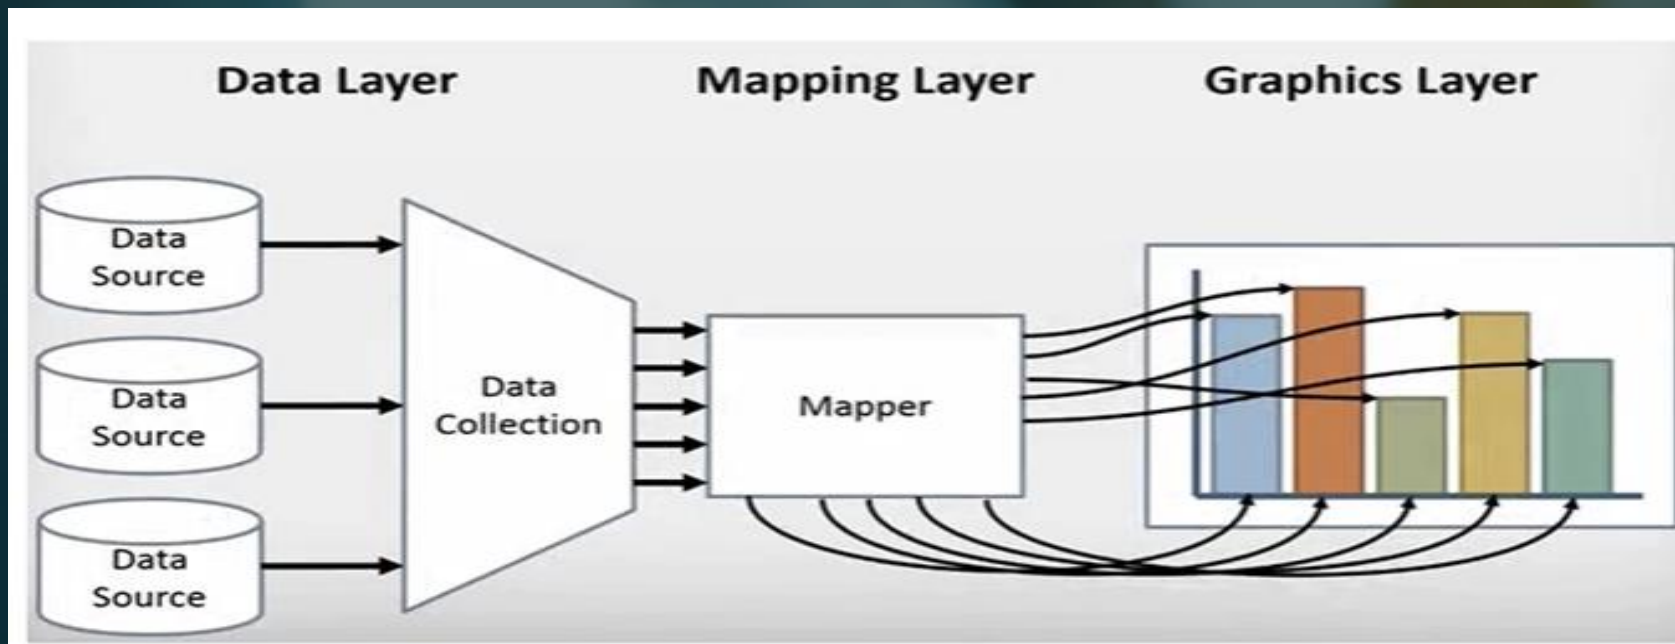 Data Layer
Mapping Layer
Graphics Layer
Data
Source
Data
Source
Data
Source
Data
Collection
Mapper